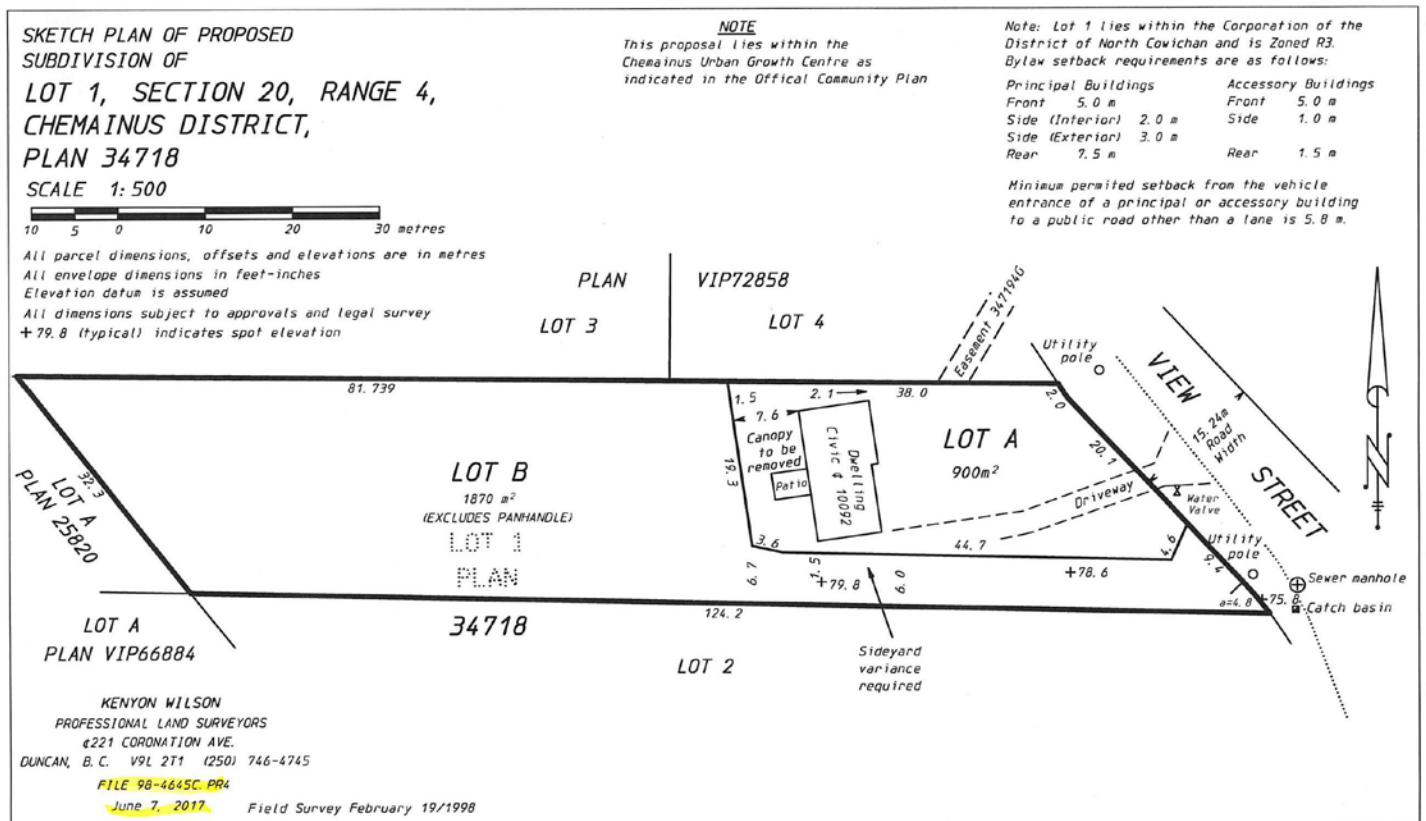 SKETCH PLAN OF PROPOSED
SUBDIVISION OF
LOT 1, SECTION 20, RANGE 4,
CHEMAINUS DISTRICT,
PLAN 34718
SCALE 1:500
10 5 0 10 20 30 metres
All parcel dimensions, offsets and elevations are in metres
All envelope dimensions in feet-inches
Elevation datum is assumed
All dimensions subject to approvals and legal survey
+ 79.8 (typical) indicates spot elevation
NOTE
This proposal lies within the
Chemainus Urban Growth Centre as
indicated in the Offical Community Plan
Note: Lot 1 lies within the Corporation of the
District of North Cowichan and is Zoned R3.
Bylaw setback requirements are as follows:
Principal Buildings Accessory Buildings
Front 5.0 m Front 5.0 m
Side (Interior) 2.0 m Side 1.0 m
Side (Exterior) 3.0 m
Rear 7.5 m Rear 1.5 m
Minimum permited setback from the vehicle
entrance of a principal or accessory building
to a public road other than a lane is 5.8 m.
PLAN VIP72858
LOT 3
LOT 4
Easement 347194G
Utility
pole
VIEW
STREET
15.24m
Road
Width
81.739
1.5
2.1
38.0
2.0
7.6
Canopy
to be
removed
Patio
Dwelling
Civic ¢ 10092
19.3
LOT A
900m²
20.1
Driveway
Water
Valve
LOT B
1870 m²
(EXCLUDES PANHANDLE)
LOT 1
PLAN
34718
32.3
LOT A
PLAN 25820
3.6
44.7
4.6
6.7
1.5
+79.8
6.0
+78.6
Utility
pole
9.4
a=4.8
+75.8
Sewer manhole
Catch basin
124.2
LOT A
PLAN VIP66884
LOT 2
Sideyard
variance
required
KENYON WILSON
PROFESSIONAL LAND SURVEYORS
¢221 CORONATION AVE.
DUNCAN, B.C. V9L 2T1 (250) 746-4745
FILE 98-4645C.PR4
June 7, 2017 Field Survey February 19/1998
N